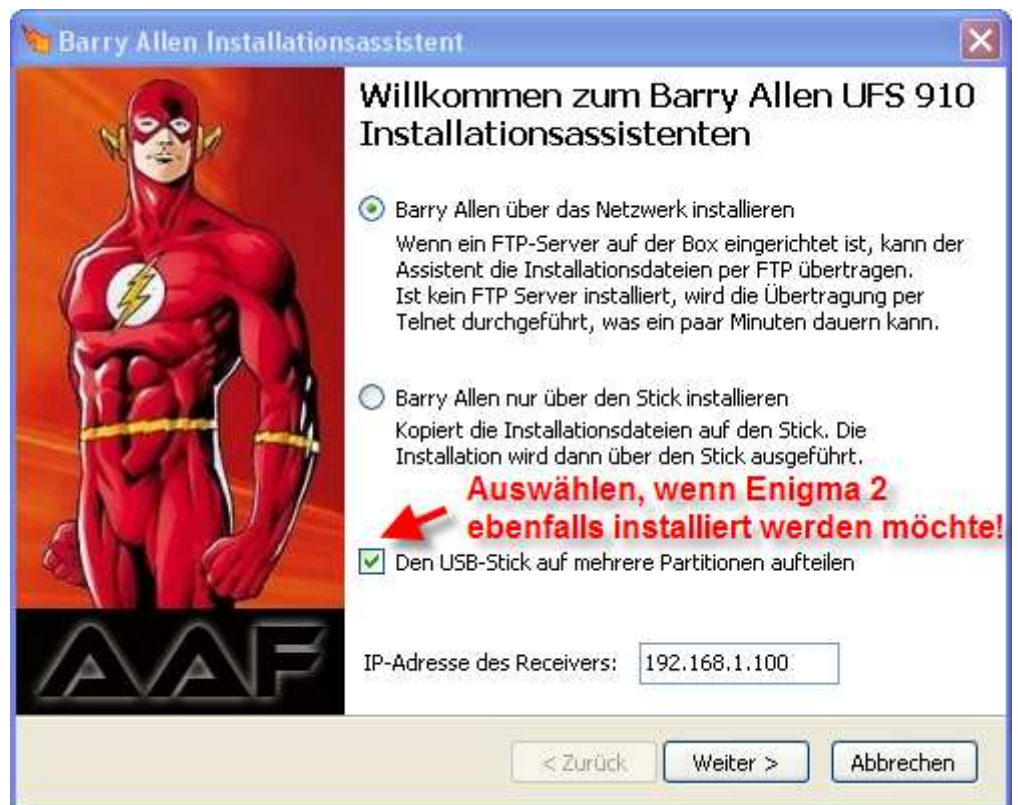 Barry Allen Installationsassistent
Willkommen zum Barry Allen UFS 910
Installationsassistenten
Barry Allen über das Netzwerk installieren
Wenn ein FTP-Server auf der Box eingerichtet ist, kann der
Assistent die Installationsdateien per FTP übertragen.
Ist kein FTP Server installiert, wird die Übertragung per
Telnet durchgeführt, was ein paar Minuten dauern kann.
Barry Allen nur über den Stick installieren
Kopiert die Installationsdateien auf den Stick. Die
Installation wird dann über den Stick ausgeführt.
Auswählen, wenn Enigma 2
ebenfalls installiert werden möchte!
Den USB-Stick auf mehrere Partitionen aufteilen
AAF
IP-Adresse des Receivers: 192.168.1.100
< Zurück Weiter > Abbrechen